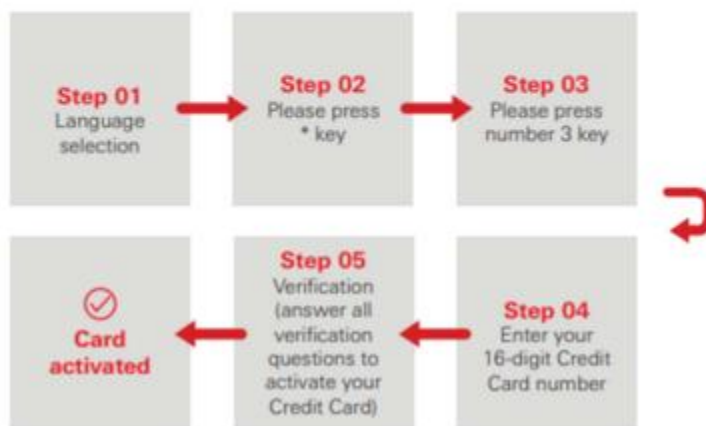 Step 01
Language
selection
Step 02
Please press
* key
Step 03
Please press
number 3 key
Step 04
Enter your
16-digit Credit
Card number
Step 05
Verification
(answer all
verification
questions to
activate your
Credit Card)
Card
activated